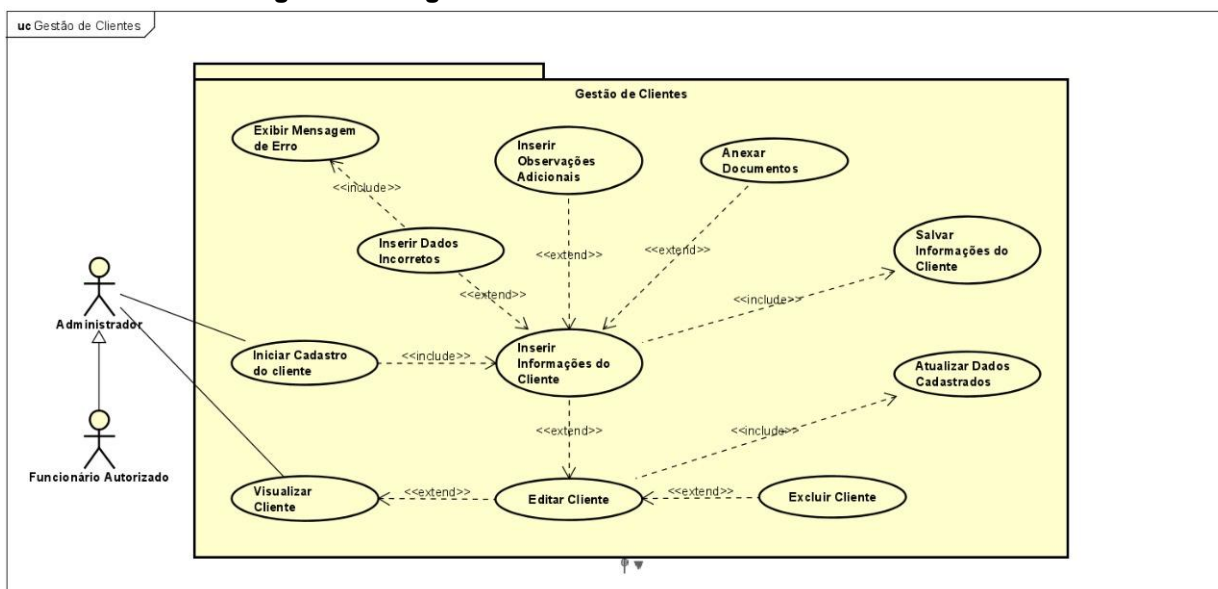 uc Gestão de Clientes
Gestão de Clientes
Exibir Mensagem
de Erro
Inserir
Observações
Adicionais
Anexar
Documentos
<<include>>
Inserir Dados
Incorretos
<<extend>>
<<extend>>
<<extend>>
Salvar
Informações do
Cliente
<<include>>
Administrador
Iniciar Cadastro
do cliente
<<include>>
Inserir
Informações do
Cliente
Atualizar Dados
Cadastrados
<<extend>>
<<include>>
Funcionário Autorizado
Visualizar
Cliente
<<extend>>
Editar Cliente
<<extend>>
Excluir Cliente